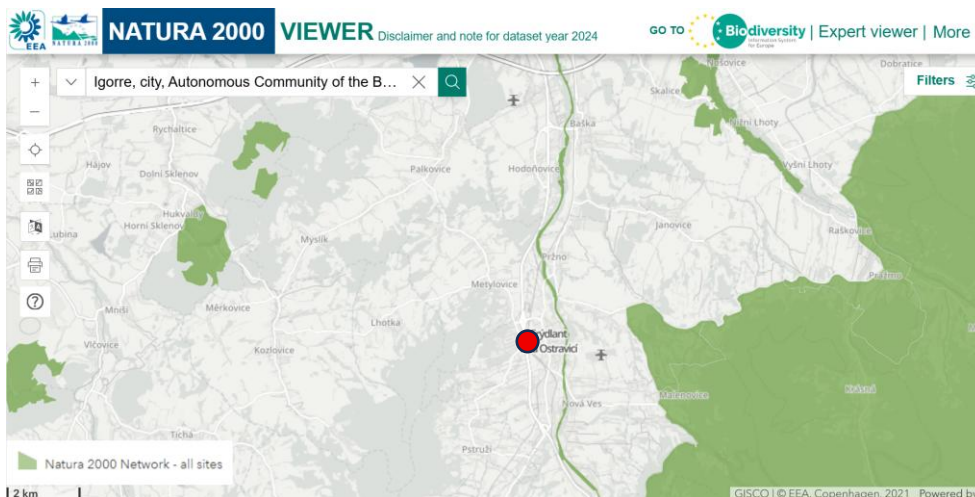 EEA
NATURA 2000
NATURA 2000 VIEWER Disclaimer and note for dataset year 2024
GO TO
Biodiversity
Information System
for Europe
| Expert viewer | More
Igorre, city, Autonomous Community of the B...
Filters
Nošovice
Dobratice
Skalice
Baška
Nižní Lhoty
Rychaltice
Vyšní Lhoty
Hájov
Dolní Sklenov
Palkovice
Hodoňovice
Hukvaldy
Horní Sklenov
Janovice
Raškovice
Lubina
Myslík
Pržno
Pražmo
Metylovice
Mniší
Měrkovice
Lhotka
Frýdlant
Ostravicí
Vlčovice
Kozlovice
Krásná
Malenovice
Nová Ves
Tichá
Pstruží
Natura 2000 Network - all sites
2 km
GISCO | © EEA, Copenhagen, 2021
Powered by